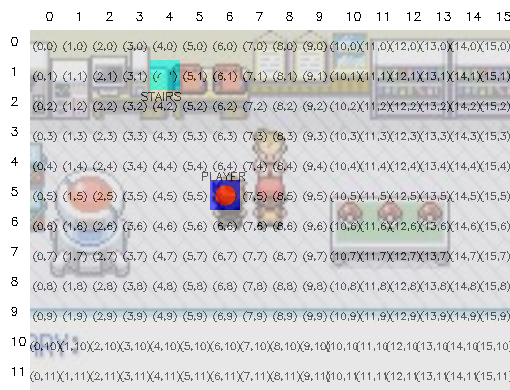 0 1 2 3 4 5 6 7 8 9 10 11 12 13 14 15
0 (0,0) (1,0) (2,0) (3,0) (4,0) (5,0) (6,0) (7,0) (8,0) (9,0) (10,0) (11,0) (12,0) (13,0) (14,0) (15,0)
1 (0,1) (1,1) (2,1) (3,1) (4,1) (5,1) (6,1) (7,1) (8,1) (9,1) (10,1) (11,1) (12,1) (13,1) (14,1) (15,1)
STAIRS
2 (0,2) (1,2) (2,2) (3,2) (4,2) (5,2) (6,2) (7,2) (8,2) (9,2) (10,2) (11,2) (12,2) (13,2) (14,2) (15,2)
3 (0,3) (1,3) (2,3) (3,3) (4,3) (5,3) (6,3) (7,3) (8,3) (9,3) (10,3) (11,3) (12,3) (13,3) (14,3) (15,3)
4 (0,4) (1,4) (2,4) (3,4) (4,4) (5,4) (6,4) (7,4) (8,4) (9,4) (10,4) (11,4) (12,4) (13,4) (14,4) (15,4)
PLAYER
5 (0,5) (1,5) (2,5) (3,5) (4,5) (5,5) (7,5) (8,5) (9,5) (10,5) (11,5) (12,5) (13,5) (14,5) (15,5)
6 (0,6) (1,6) (2,6) (3,6) (4,6) (5,6) (6,6) (7,6) (8,6) (9,6) (10,6) (11,6) (12,6) (13,6) (14,6) (15,6)
7 (0,7) (1,7) (2,7) (3,7) (4,7) (5,7) (6,7) (7,7) (8,7) (9,7) (10,7) (11,7) (12,7) (13,7) (14,7) (15,7)
8 (0,8) (1,8) (2,8) (3,8) (4,8) (5,8) (6,8) (7,8) (8,8) (9,8) (10,8) (11,8) (12,8) (13,8) (14,8) (15,8)
9 (0,9) (1,9) (2,9) (3,9) (4,9) (5,9) (6,9) (7,9) (8,9) (9,9) (10,9) (11,9) (12,9) (13,9) (14,9) (15,9)
10 (0,10) (1,10) (2,10) (3,10) (4,10) (5,10) (6,10) (7,10) (8,10) (9,10) (10,10) (11,10) (12,10) (13,10) (14,10) (15,10)
11 (0,11) (1,11) (2,11) (3,11) (4,11) (5,11) (6,11) (7,11) (8,11) (9,11) (10,11) (11,11) (12,11) (13,11) (14,11) (15,11)